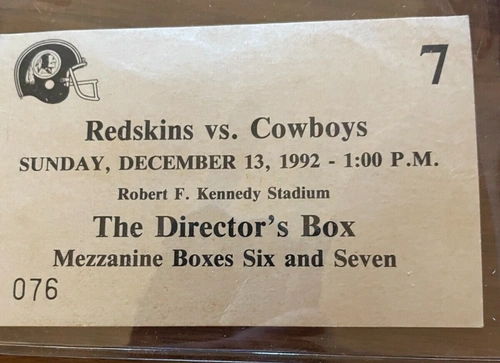 7
Redskins vs. Cowboys
SUNDAY, DECEMBER 13, 1992 - 1:00 P.M.
Robert F. Kennedy Stadium
The Director's Box
Mezzanine Boxes Six and Seven
076